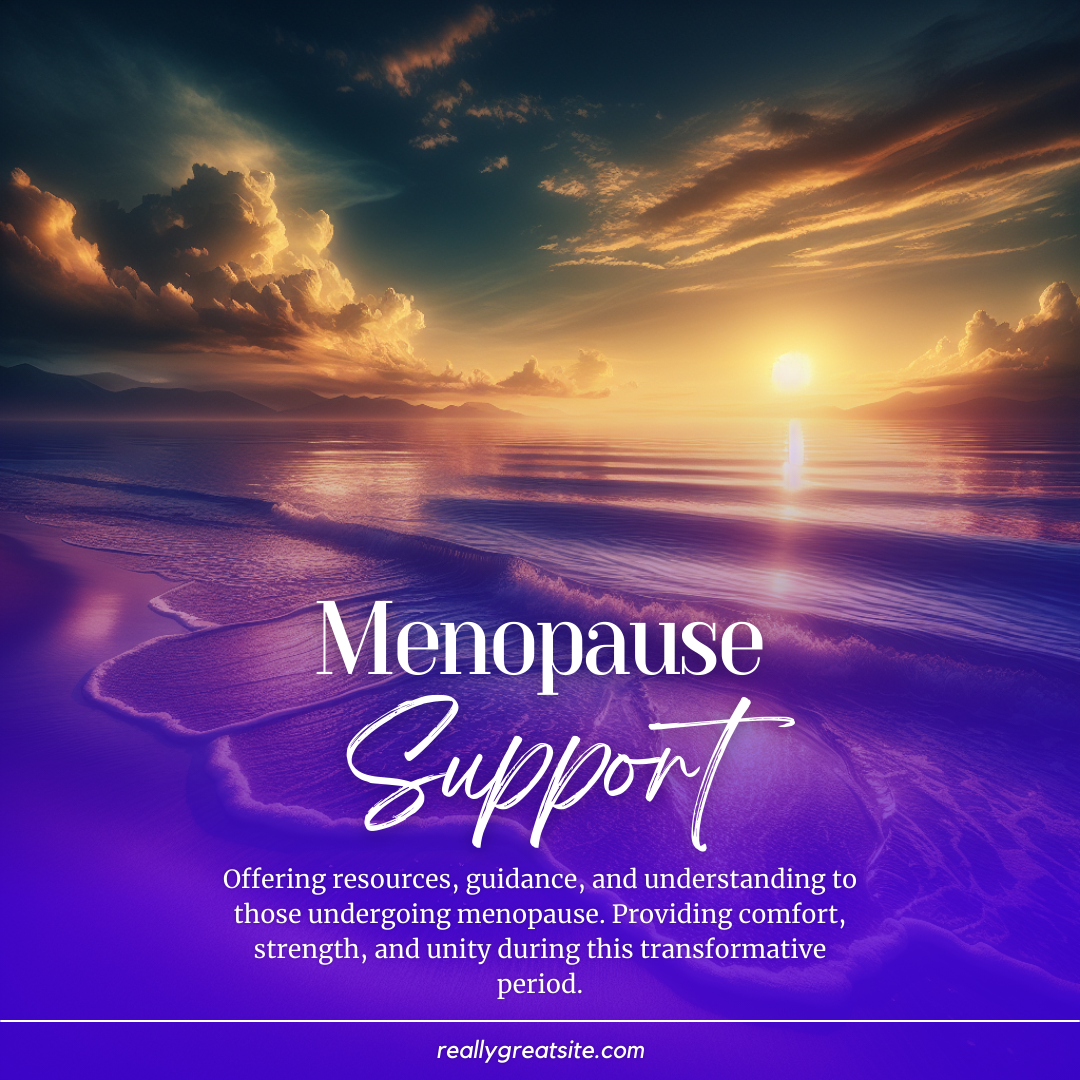 Menopause
Support
Offering resources, guidance, and understanding to
those undergoing menopause. Providing comfort,
strength, and unity during this transformative
period.
reallygreatsite.com